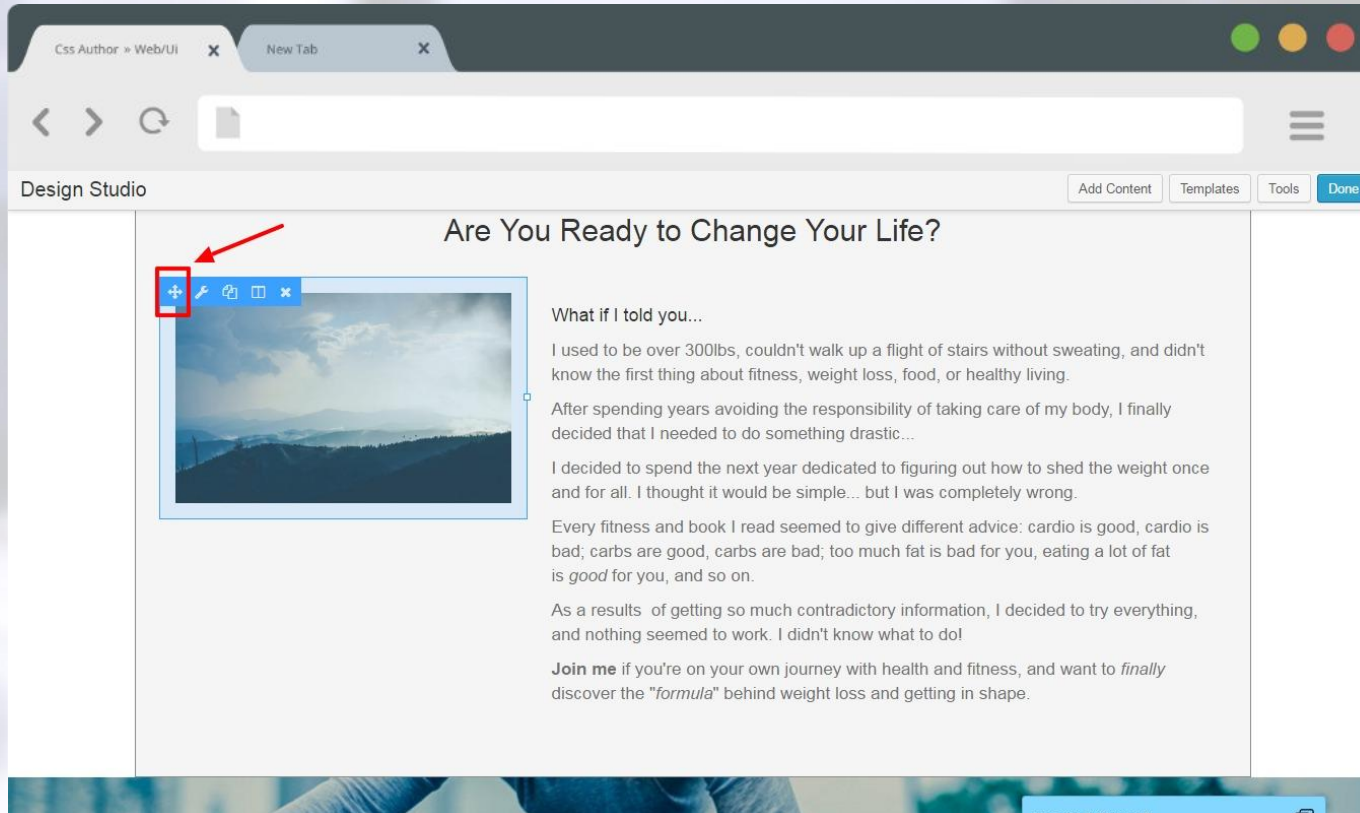 Css Author » Web/Ui
New Tab
Design Studio
Add Content
Templates
Tools
Done
Are You Ready to Change Your Life?
What if I told you...
I used to be over 300lbs, couldn't walk up a flight of stairs without sweating, and didn't
know the first thing about fitness, weight loss, food, or healthy living.
After spending years avoiding the responsibility of taking care of my body, I finally
decided that I needed to do something drastic...
I decided to spend the next year dedicated to figuring out how to shed the weight once
and for all. I thought it would be simple... but I was completely wrong.
Every fitness and book I read seemed to give different advice: cardio is good, cardio is
bad; carbs are good, carbs are bad; too much fat is bad for you, eating a lot of fat
is good for you, and so on.
As a results of getting so much contradictory information, I decided to try everything,
and nothing seemed to work. I didn't know what to do!
Join me if you're on your own journey with health and fitness, and want to finally
discover the "formula" behind weight loss and getting in shape.